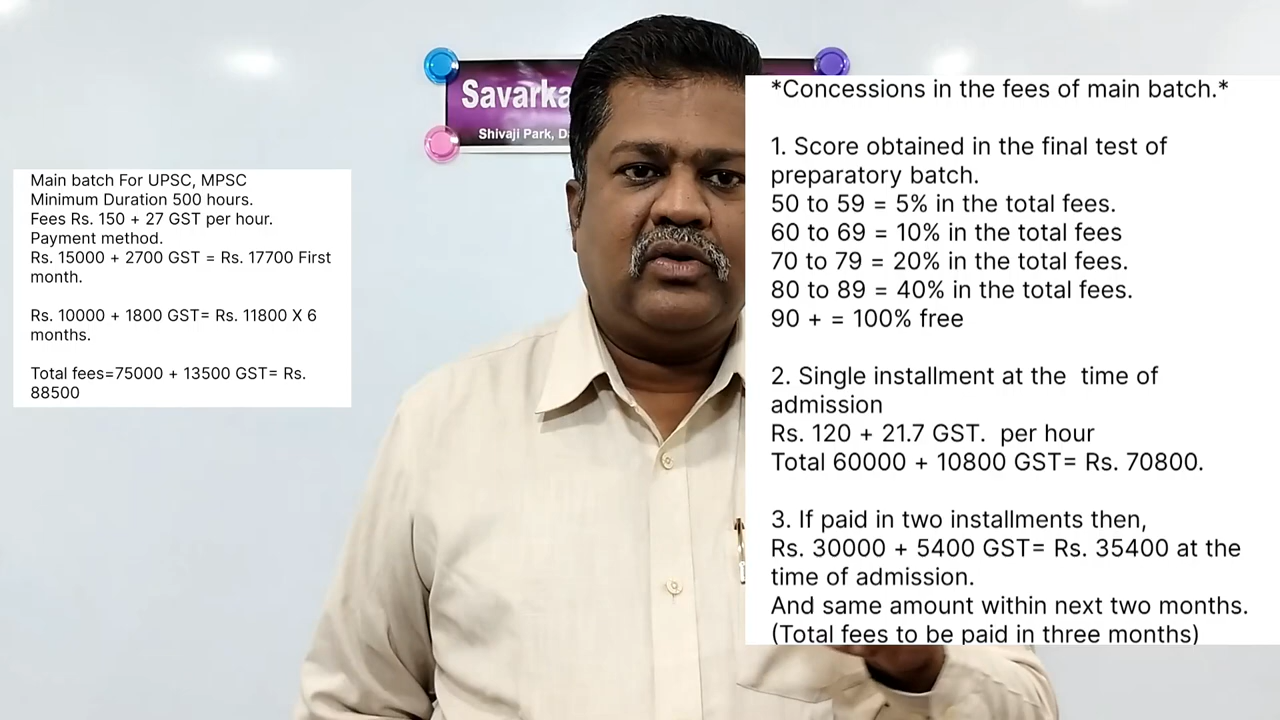 Savarka
Shivaji Park, D
Main batch For UPSC, MPSC
Minimum Duration 500 hours.
Fees Rs. 150 + 27 GST per hour.
Payment method.
Rs. 15000 + 2700 GST = Rs. 17700 First
month.
Rs. 10000 + 1800 GST= Rs. 11800 X 6
months.
Total fees=75000 + 13500 GST= Rs.
88500
*Concessions in the fees of main batch.*
1. Score obtained in the final test of
preparatory batch.
50 to 59 = 5% in the total fees.
60 to 69 = 10% in the total fees
70 to 79 = 20% in the total fees.
80 to 89 = 40% in the total fees.
90 + = 100% free
2. Single installment at the  time of
admission
Rs. 120 + 21.7 GST.  per hour
Total 60000 + 10800 GST= Rs. 70800.
3. If paid in two installments then,
Rs. 30000 + 5400 GST= Rs. 35400 at the
time of admission.
And same amount within next two months.
(Total fees to be paid in three months)